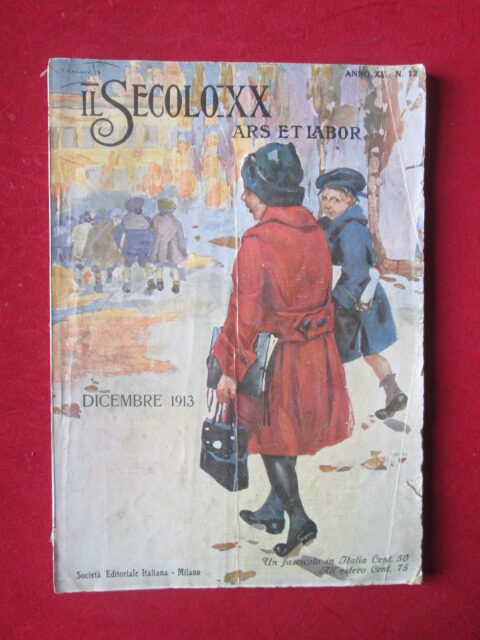 ANNO XII N. 12
IL SECOLO XX
ARS ET LABOR
DICEMBRE 1913
Un fascicolo in Italia Cent. 50
All'estero Cent. 75
Società Editoriale Italiana - Milano